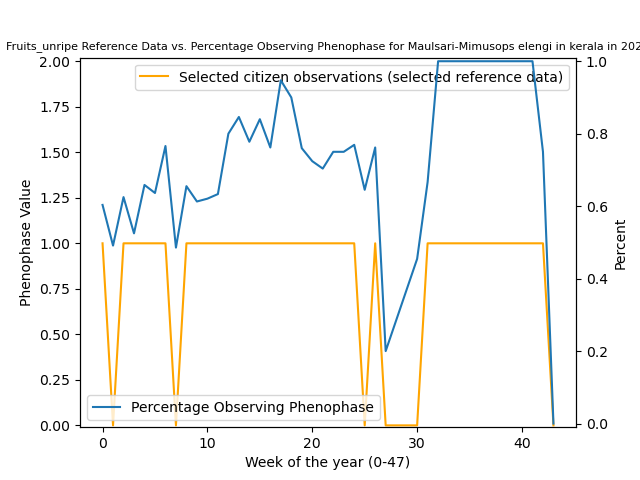 Fruits_unripe Reference Data vs. Percentage Observing Phenophase for Maulsari-Mimusops elengi in kerala in 202
2.00
1.75
1.50
1.25
1.00
0.75
0.50
0.25
0.00
Phenophase Value
Selected citizen observations (selected reference data)
Percentage Observing Phenophase
1.0
0.8
0.6
0.4
0.2
0.0
Percent
0 10 20 30 40
Week of the year (0-47)